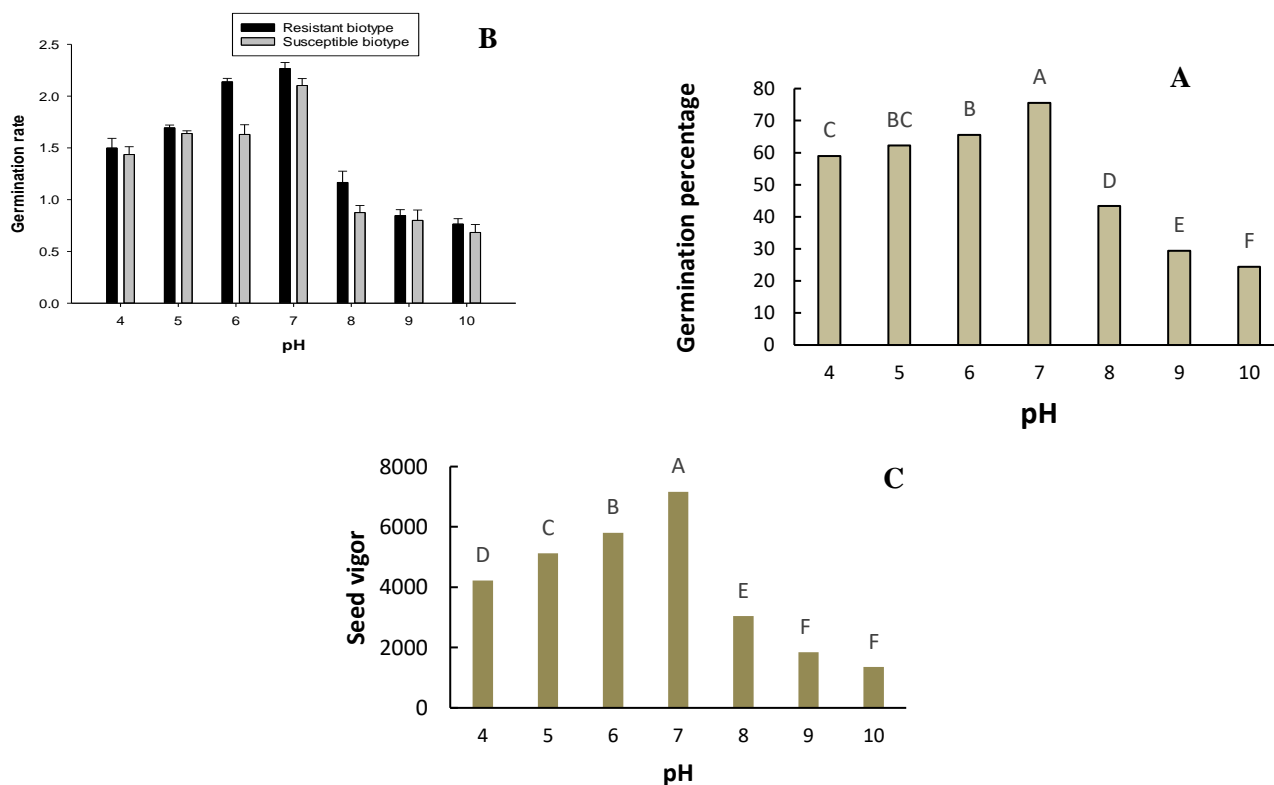 Resistant biotype
Susceptible biotype
B
2.5
2.0
1.5
1.0
0.5
0.0
Germination rate
4 5 6 7 8 9 10
pH
A
80
70
60
50
40
30
20
10
0
Germination percentage
C BC B A D E F
4 5 6 7 8 9 10
pH
C
8000
6000
4000
2000
0
Seed vigor
D C B A E F F
4 5 6 7 8 9 10
pH